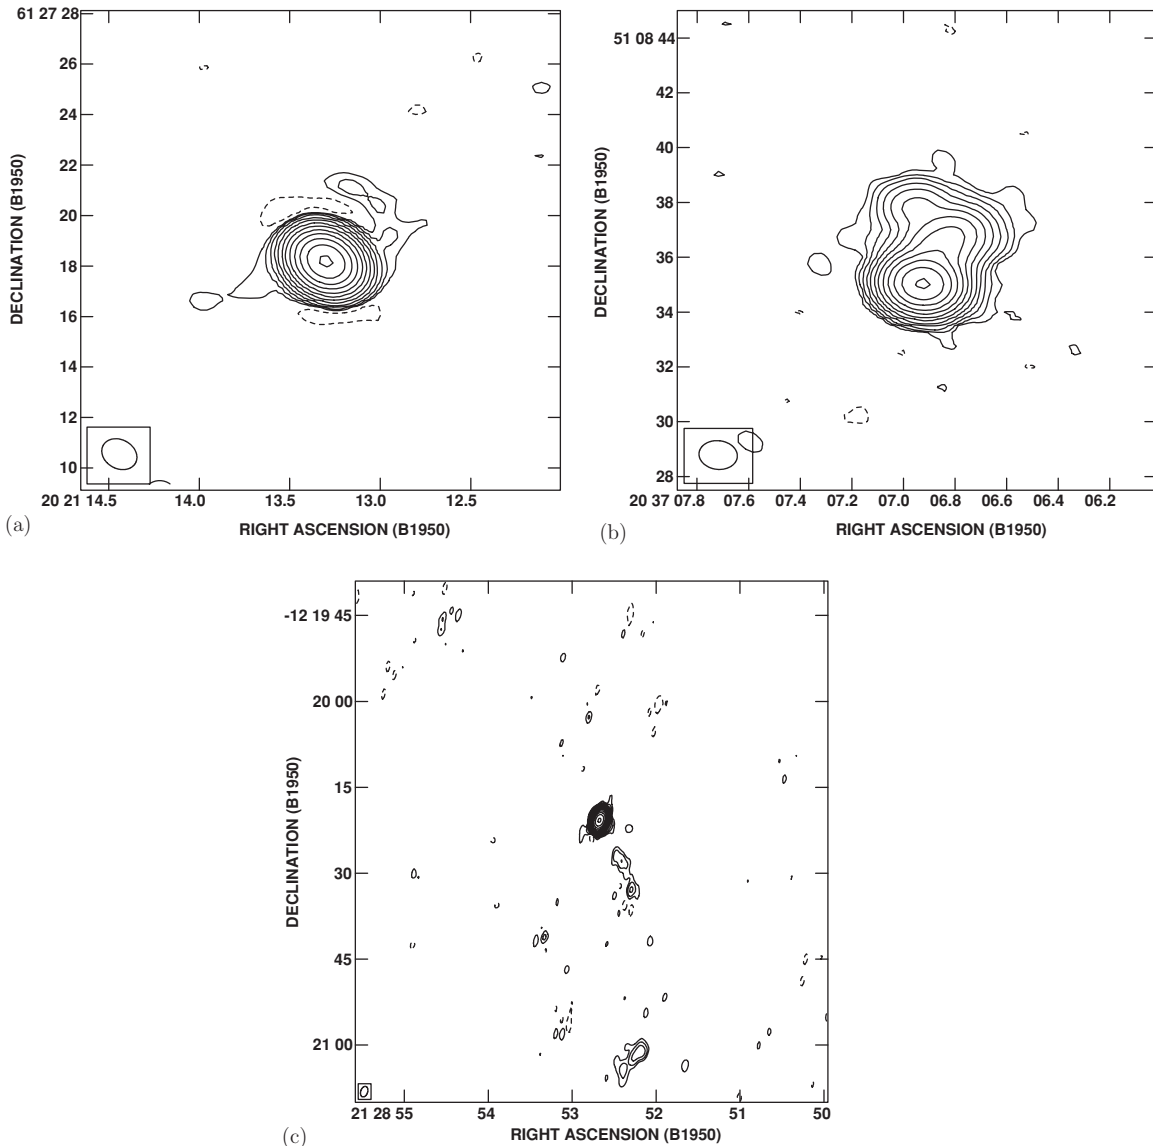 61 27 28
26
24
22
20
18
16
14
12
10
DECLINATION (B1950)
20 21 14.5 14.0 13.5 13.0 12.5
RIGHT ASCENSION (B1950)
(a)
51 08 44
42
40
38
36
34
32
30
28
DECLINATION (B1950)
20 37 07.8 07.6 07.4 07.2 07.0 06.8 06.6 06.4 06.2
RIGHT ASCENSION (B1950)
(b)
-12 19 45
20 00
15
30
45
21 00
DECLINATION (B1950)
21 28 55 54 53 52 51 50
RIGHT ASCENSION (B1950)
(c)